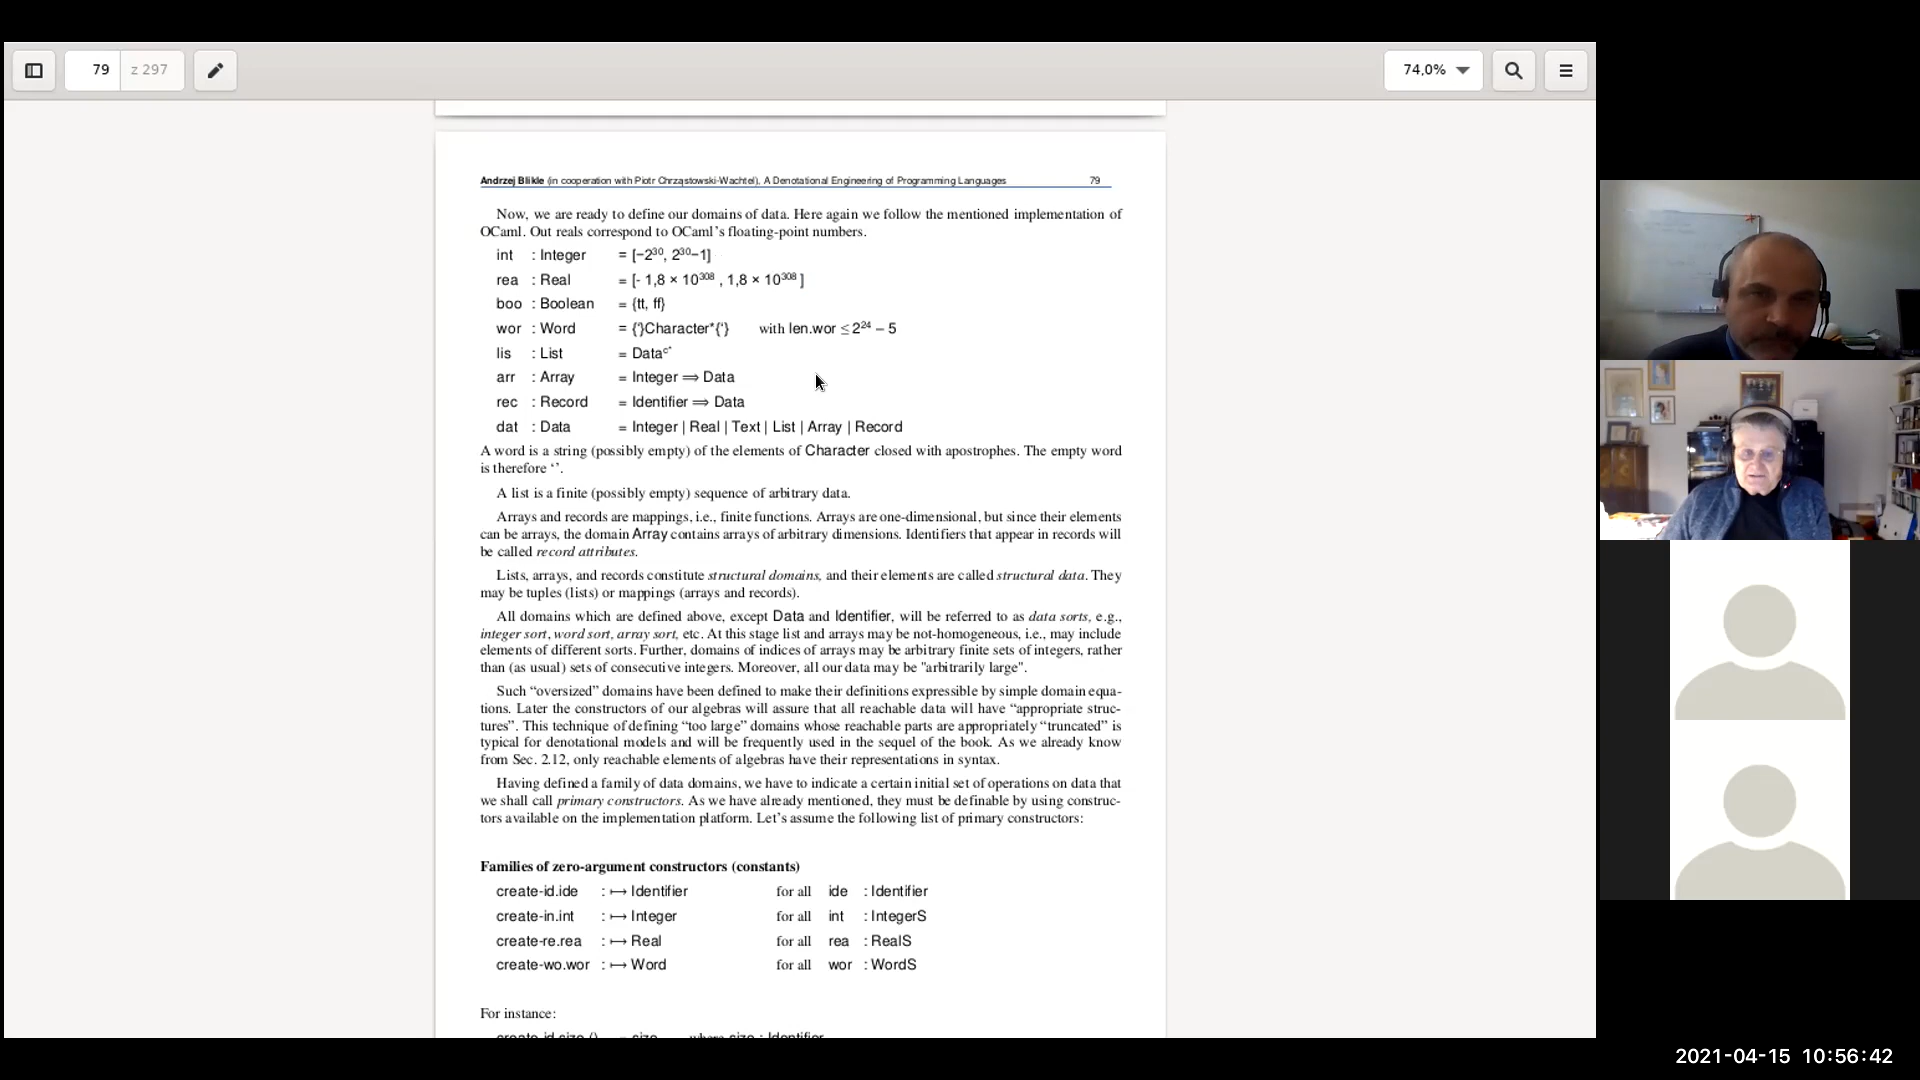 79 z 297
74,0%
Andrzej Blikle (in cooperation with Piotr Chrząstowski-Wachtel), A Denotational Engineering of Programming Languages 79
Now, we are ready to define our domains of data. Here again we follow the mentioned implementation of
OCaml. Out reals correspond to OCaml's floating-point numbers.
int : Integer = [−2³⁰, 2³⁰−1]
rea : Real = [- 1,8 × 10³⁰⁸ , 1,8 × 10³⁰⁸ ]
boo : Boolean = {tt, ff}
wor : Word = {'}Character*{'} with len.wor ≤ 2²⁴ – 5
lis : List = Dataᶜ*
arr : Array = Integer ⟹ Data
rec : Record = Identifier ⟹ Data
dat : Data = Integer | Real | Text | List | Array | Record
A word is a string (possibly empty) of the elements of Character closed with apostrophes. The empty word
is therefore ‘’.
A list is a finite (possibly empty) sequence of arbitrary data.
Arrays and records are mappings, i.e., finite functions. Arrays are one-dimensional, but since their elements
can be arrays, the domain Array contains arrays of arbitrary dimensions. Identifiers that appear in records will
be called record attributes.
Lists, arrays, and records constitute structural domains, and their elements are called structural data. They
may be tuples (lists) or mappings (arrays and records).
All domains which are defined above, except Data and Identifier, will be referred to as data sorts, e.g.,
integer sort, word sort, array sort, etc. At this stage list and arrays may be not-homogeneous, i.e., may include
elements of different sorts. Further, domains of indices of arrays may be arbitrary finite sets of integers, rather
than (as usual) sets of consecutive integers. Moreover, all our data may be "arbitrarily large".
Such “oversized” domains have been defined to make their definitions expressible by simple domain equa-
tions. Later the constructors of our algebras will assure that all reachable data will have “appropriate struc-
tures”. This technique of defining “too large” domains whose reachable parts are appropriately “truncated” is
typical for denotational models and will be frequently used in the sequel of the book. As we already know
from Sec. 2.12, only reachable elements of algebras have their representations in syntax.
Having defined a family of data domains, we have to indicate a certain initial set of operations on data that
we shall call primary constructors. As we have already mentioned, they must be definable by using construc-
tors available on the implementation platform. Let’s assume the following list of primary constructors:
Families of zero-argument constructors (constants)
create-id.ide : ↦ Identifier for all ide : Identifier
create-in.int : ↦ Integer for all int : IntegerS
create-re.rea : ↦ Real for all rea : RealS
create-wo.wor : ↦ Word for all wor : WordS
For instance:
create-id.size.() = size where size : Identifier
2021-04-15 10:56:42